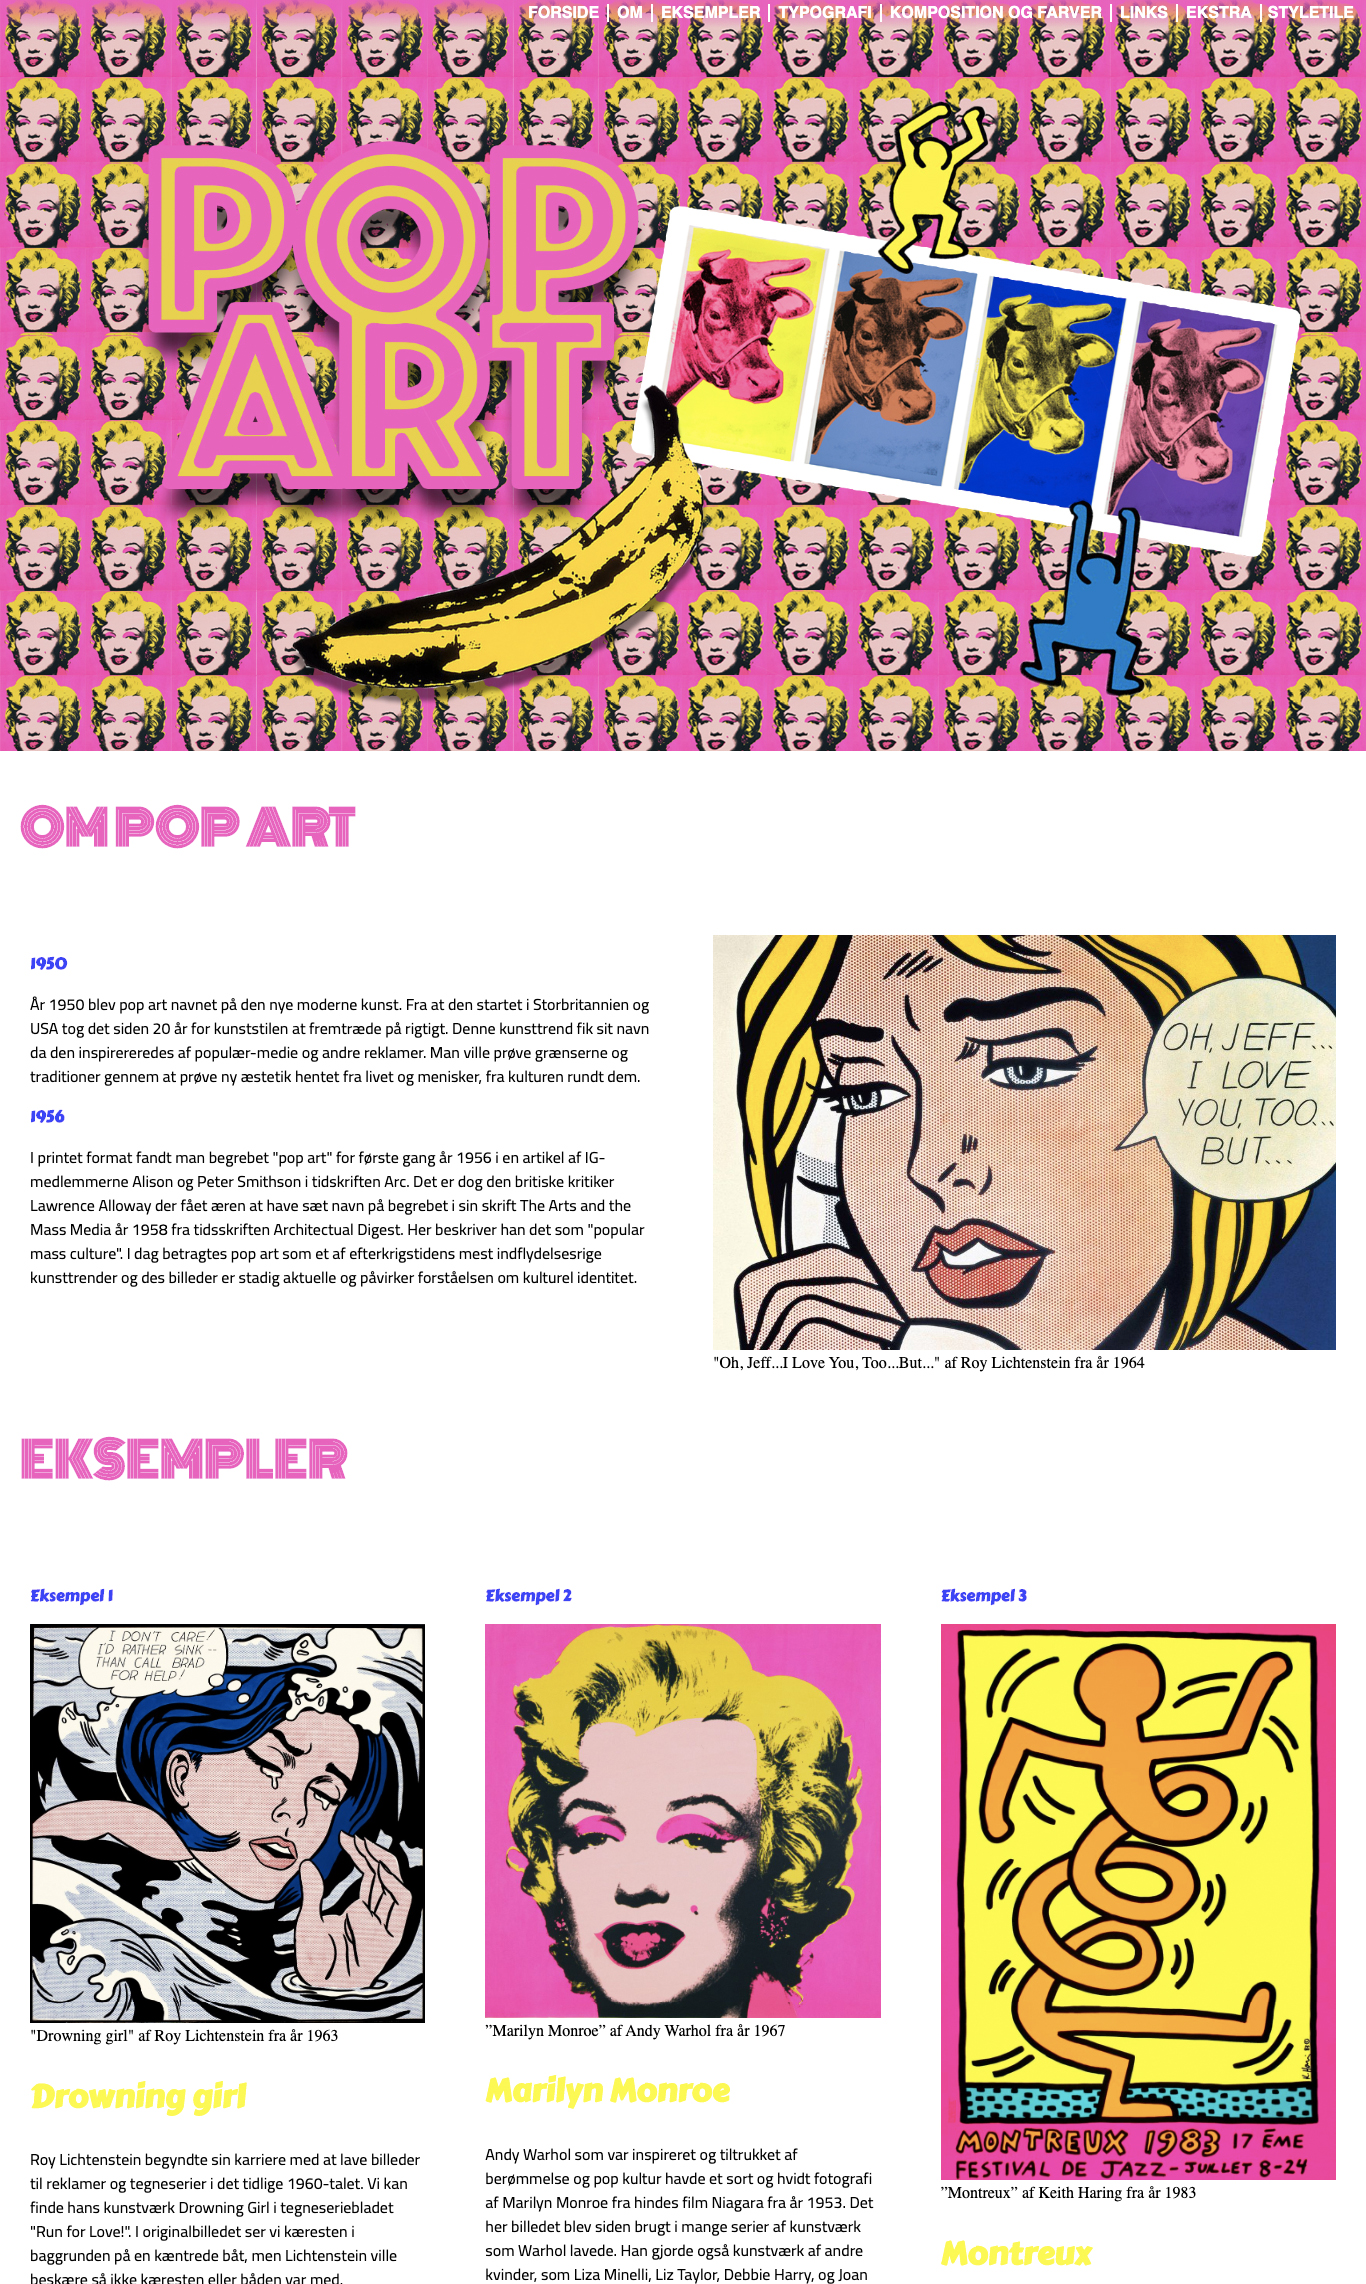 FORSIDE | OM | EKSEMPLER | TYPOGRAFI | KOMPOSITION OG FARVER | LINKS | EKSTRA | STYLETILE
POP
ART
OM POP ART
1950
År 1950 blev pop art navnet på den nye moderne kunst. Fra at den startet i Storbritannien og
USA tog det siden 20 år for kunststilen at fremtræde på rigtigt. Denne kunsttrend fik sit navn
da den inspirereredes af populær-medie og andre reklamer. Man ville prøve grænserne og
traditioner gennem at prøve ny æstetik hentet fra livet og menisker, fra kulturen rundt dem.
1956
I printet format fandt man begrebet "pop art" for første gang år 1956 i en artikel af IG-
medlemmerne Alison og Peter Smithson i tidskriften Arc. Det er dog den britiske kritiker
Lawrence Alloway der fået æren at have sæt navn på begrebet i sin skrift The Arts and the
Mass Media år 1958 fra tidsskriften Architectual Digest. Her beskriver han det som "popular
mass culture". I dag betragtes pop art som et af efterkrigstidens mest indflydelsesrige
kunsttrender og des billeder er stadig aktuelle og påvirker forståelsen om kulturel identitet.
OH, JEFF...
I LOVE
YOU, TOO...
BUT...
"Oh, Jeff...I Love You, Too...But..." af Roy Lichtenstein fra år 1964
EKSEMPLER
Eksempel 1
I DON'T CARE!
I'D RATHER SINK --
THAN CALL BRAD
FOR HELP!
"Drowning girl" af Roy Lichtenstein fra år 1963
Drowning girl
Roy Lichtenstein begyndte sin karriere med at lave billeder
til reklamer og tegneserier i det tidlige 1960-talet. Vi kan
finde hans kunstværk Drowning Girl i tegneseriebladet
"Run for Love!". I originalbilledet ser vi kæresten i
baggrunden på en kæntrede båt, men Lichtenstein ville
beskære så ikke kæresten eller båden var med.
Eksempel 2
”Marilyn Monroe” af Andy Warhol fra år 1967
Marilyn Monroe
Andy Warhol som var inspireret og tiltrukket af
berømmelse og pop kultur havde et sort og hvidt fotografi
af Marilyn Monroe fra hindes film Niagara fra år 1953. Det
her billedet blev siden brugt i mange serier af kunstværk
som Warhol lavede. Han gjorde også kunstværk af andre
kvinder, som Liza Minelli, Liz Taylor, Debbie Harry, og Joan
Eksempel 3
MONTREUX 1983 17 ÈME
FESTIVAL DE JAZZ - JUILLET 8-24
”Montreux” af Keith Haring fra år 1983
Montreux